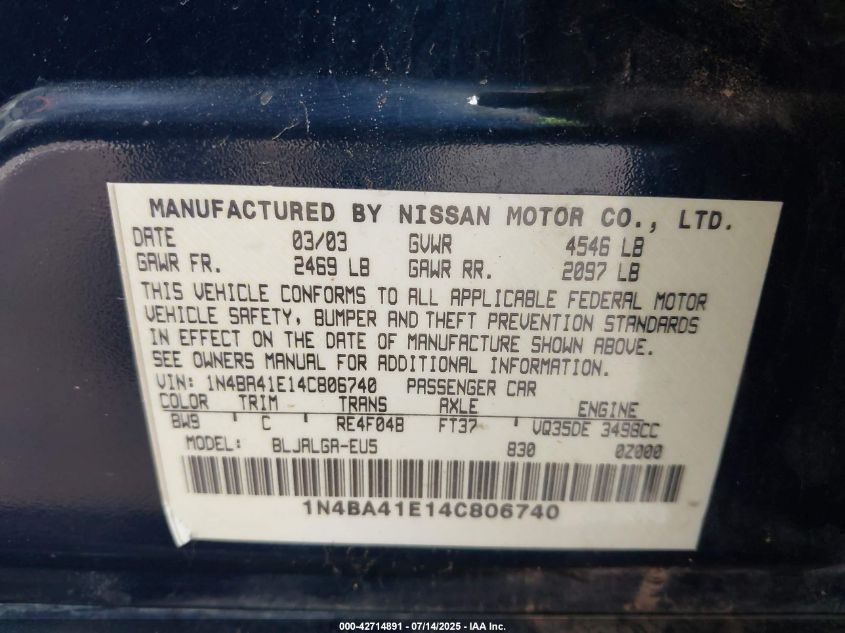 MANUFACTURED BY NISSAN MOTOR CO., LTD.
DATE 03/03 GVWR 4546 LB
GAWR FR. 2469 LB GAWR RR. 2097 LB
THIS VEHICLE CONFORMS TO ALL APPLICABLE FEDERAL MOTOR
VEHICLE SAFETY, BUMPER AND THEFT PREVENTION STANDARDS
IN EFFECT ON THE DATE OF MANUFACTURE SHOWN ABOVE.
SEE OWNERS MANUAL FOR ADDITIONAL INFORMATION.
VIN: 1N4BA41E14C806740 PASSENGER CAR
COLOR TRIM TRANS AXLE ENGINE
BW9 C RE4F04B FT37 VQ35DE 3498CC
MODEL: BLJALGA-EU5 830 0Z000
1N4BA41E14C806740
000-42714891 - 07/14/2025 - IAA Inc.